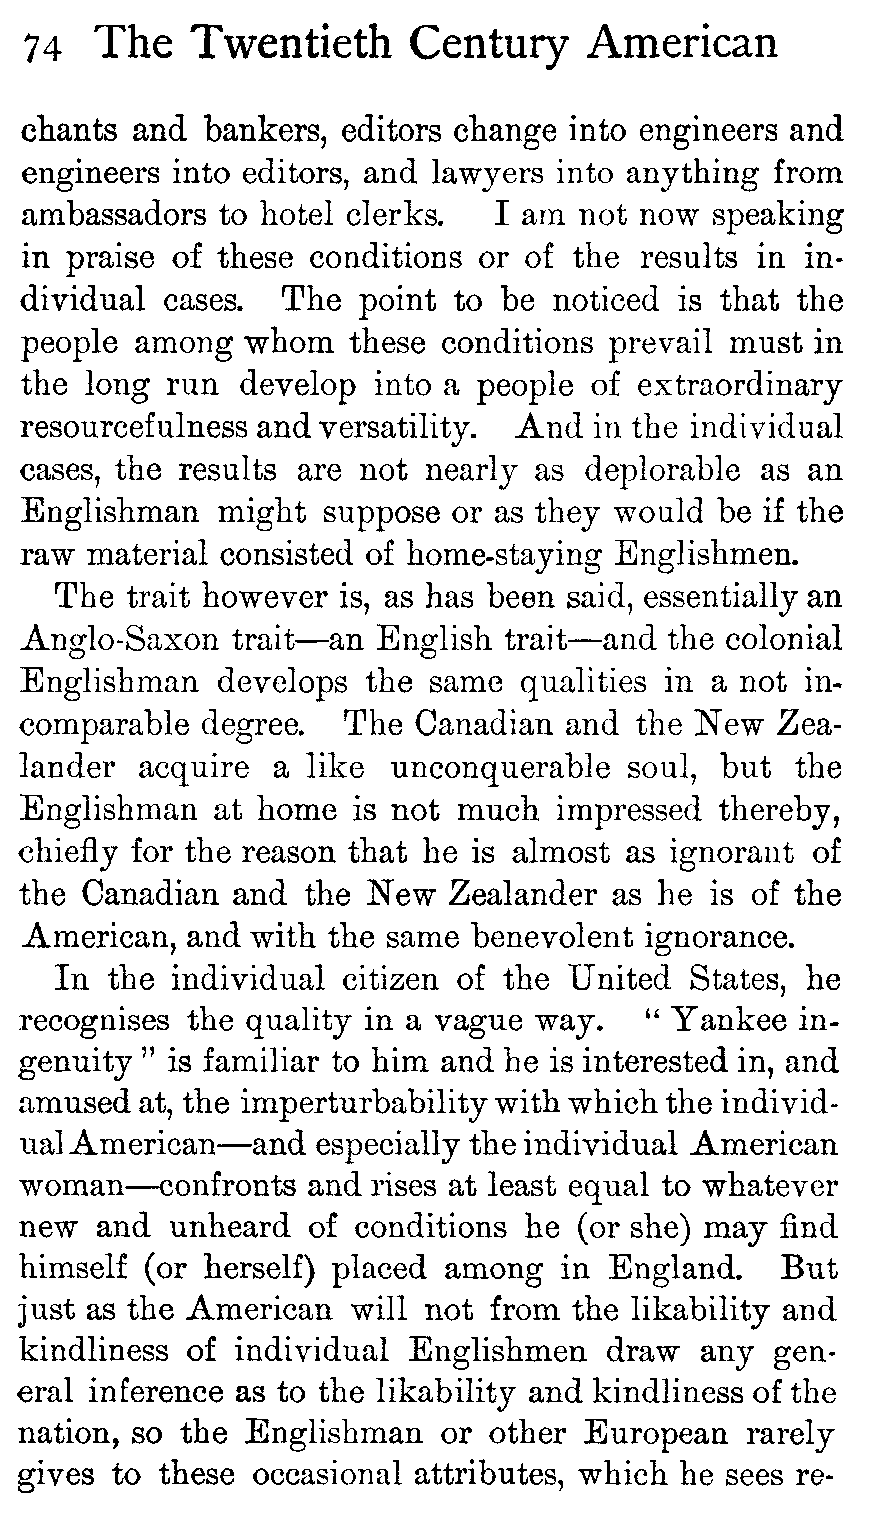 74 The Twentieth Century American
chants and bankers, editors change into engineers and
engineers into editors, and lawyers into anything from
ambassadors to hotel clerks. I am not now speaking
in praise of these conditions or of the results in in-
dividual cases. The point to be noticed is that the
people among whom these conditions prevail must in
the long run develop into a people of extraordinary
resourcefulness and versatility. And in the individual
cases, the results are not nearly as deplorable as an
Englishman might suppose or as they would be if the
raw material consisted of home-staying Englishmen.
The trait however is, as has been said, essentially an
Anglo-Saxon trait—an English trait—and the colonial
Englishman develops the same qualities in a not in-
comparable degree. The Canadian and the New Zea-
lander acquire a like unconquerable soul, but the
Englishman at home is not much impressed thereby,
chiefly for the reason that he is almost as ignorant of
the Canadian and the New Zealander as he is of the
American, and with the same benevolent ignorance.
In the individual citizen of the United States, he
recognises the quality in a vague way. “ Yankee in-
genuity ” is familiar to him and he is interested in, and
amused at, the imperturbability with which the individ-
ual American—and especially the individual American
woman—confronts and rises at least equal to whatever
new and unheard of conditions he (or she) may find
himself (or herself) placed among in England. But
just as the American will not from the likability and
kindliness of individual Englishmen draw any gen-
eral inference as to the likability and kindliness of the
nation, so the Englishman or other European rarely
gives to these occasional attributes, which he sees re-